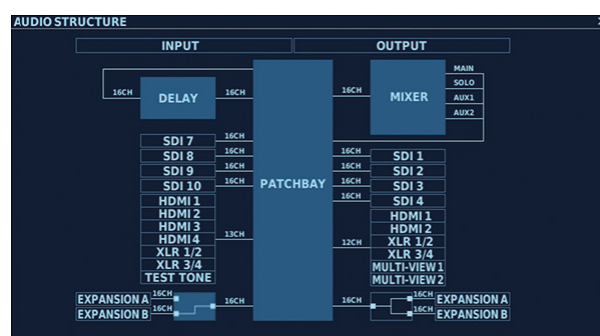 AUDIO STRUCTURE
INPUT
OUTPUT
16CH
DELAY
16CH
PATCHBAY
16CH
MIXER
MAIN
SOLO
AUX1
AUX2
SDI 7
16CH
SDI 8
16CH
SDI 9
16CH
SDI 10
16CH
HDMI 1
HDMI 2
HDMI 3
HDMI 4
XLR 1/2
XLR 3/4
TEST TONE
13CH
16CH
SDI 1
16CH
SDI 2
16CH
SDI 3
16CH
SDI 4
HDMI 1
HDMI 2
XLR 1/2
XLR 3/4
MULTI-VIEW 1
MULTI-VIEW 2
12CH
EXPANSION A
16CH
EXPANSION B
16CH
16CH
16CH
16CH
EXPANSION A
16CH
EXPANSION B